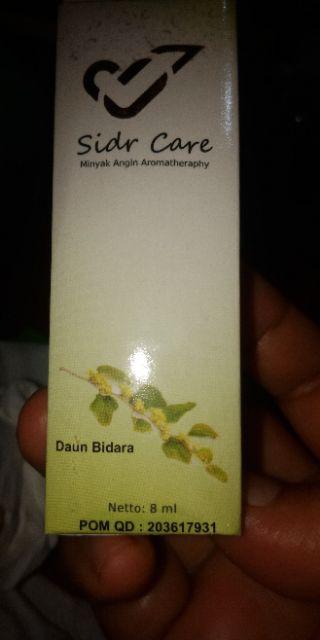 Sidr Care
Minyak Angin Aromatheraphy
Daun Bidara
Netto: 8 ml
POM QD : 203617931